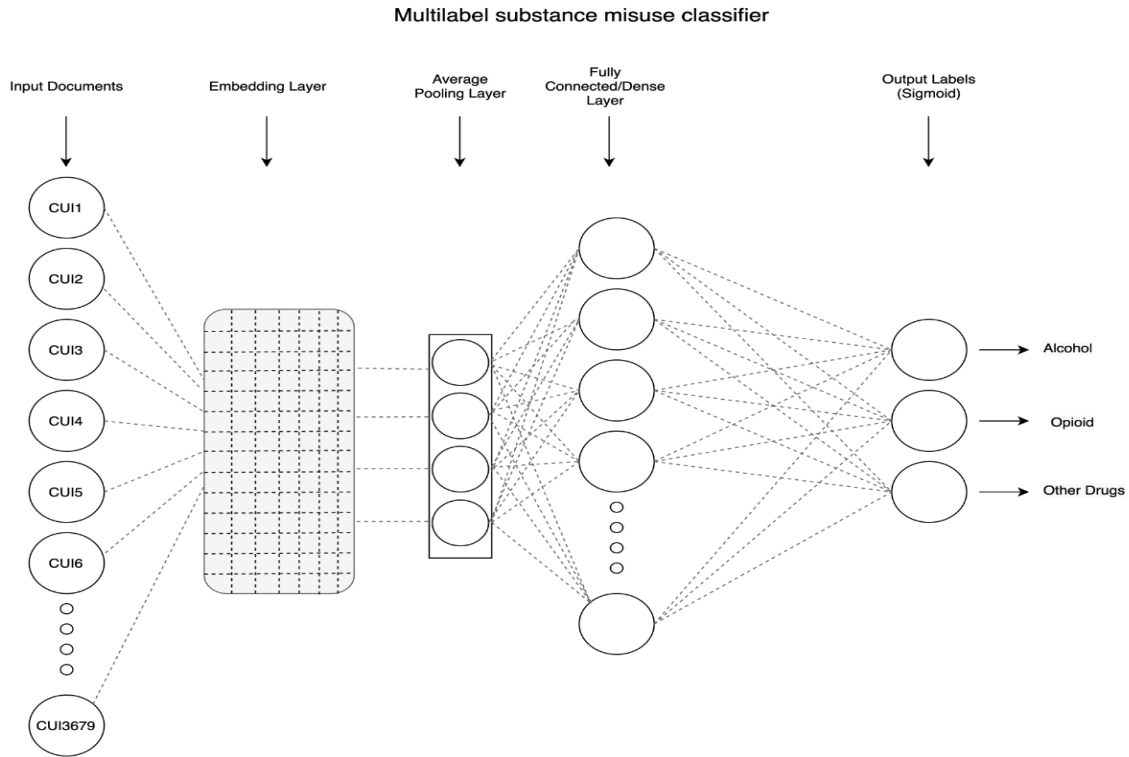 Multilabel substance misuse classifier
Input Documents
Embedding Layer
Average
Pooling Layer
Fully
Connected/Dense
Layer
Output Labels
(Sigmoid)
CUI1
CUI2
CUI3
CUI4
CUI5
CUI6
CUI3679
Alcohol
Opioid
Other Drugs